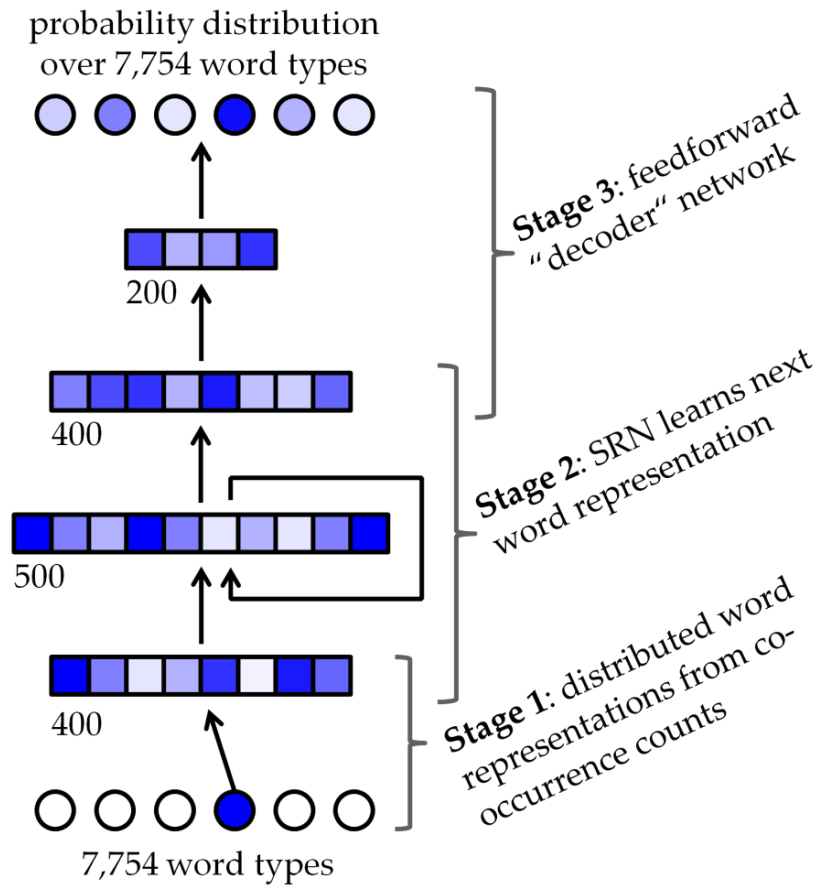 probability distribution
over 7,754 word types
Stage 3: feedforward
“decoder“ network
200
400
Stage 2: SRN learns next
word representation
500
Stage 1: distributed word
representations from co-
occurrence counts
400
7,754 word types